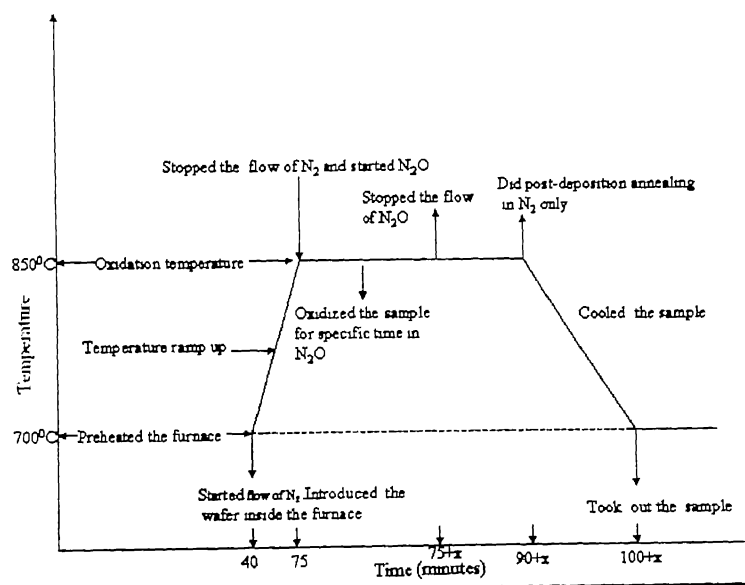 Stopped the flow of N₂ and started N₂O
Stopped the flow
of N₂O
Did post-deposition annealing
in N₂ only
850⁰C
Oxidation temperature
Oxidized the sample
for specific time in
N₂O
Cooled the sample
Temperature ramp up
Temperature
700⁰C
Preheated the furnace
Started flow of N₂ Introduced the
wafer inside the furnace
Took out the sample
40
75
75+x
90+x
100+x
Time (minutes)